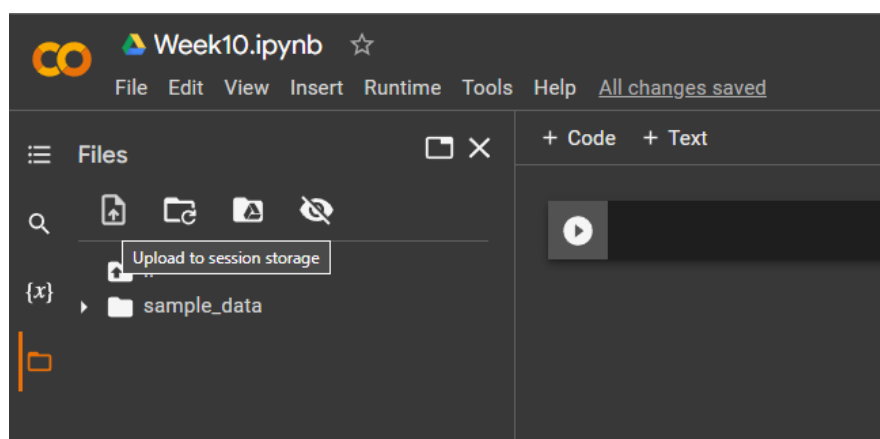 Week10.ipynb
File Edit View Insert Runtime Tools Help All changes saved
Files
+ Code + Text
Upload to session storage
..
{x}
sample_data